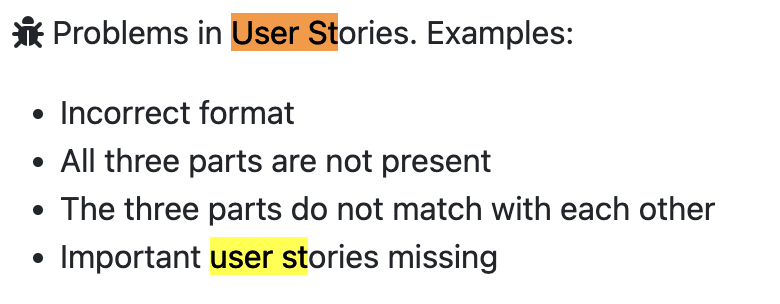 Problems in User Stories. Examples:
• Incorrect format
• All three parts are not present
• The three parts do not match with each other
• Important user stories missing